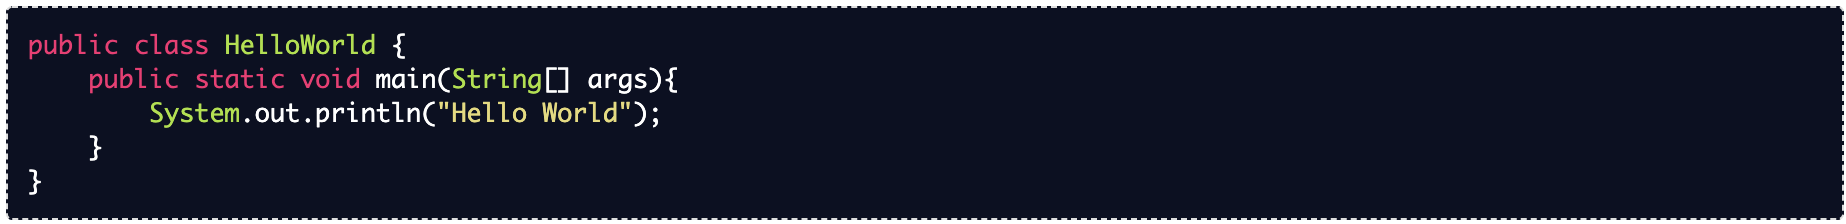 public class HelloWorld {
    public static void main(String[] args){
        System.out.println("Hello World");
    }
}